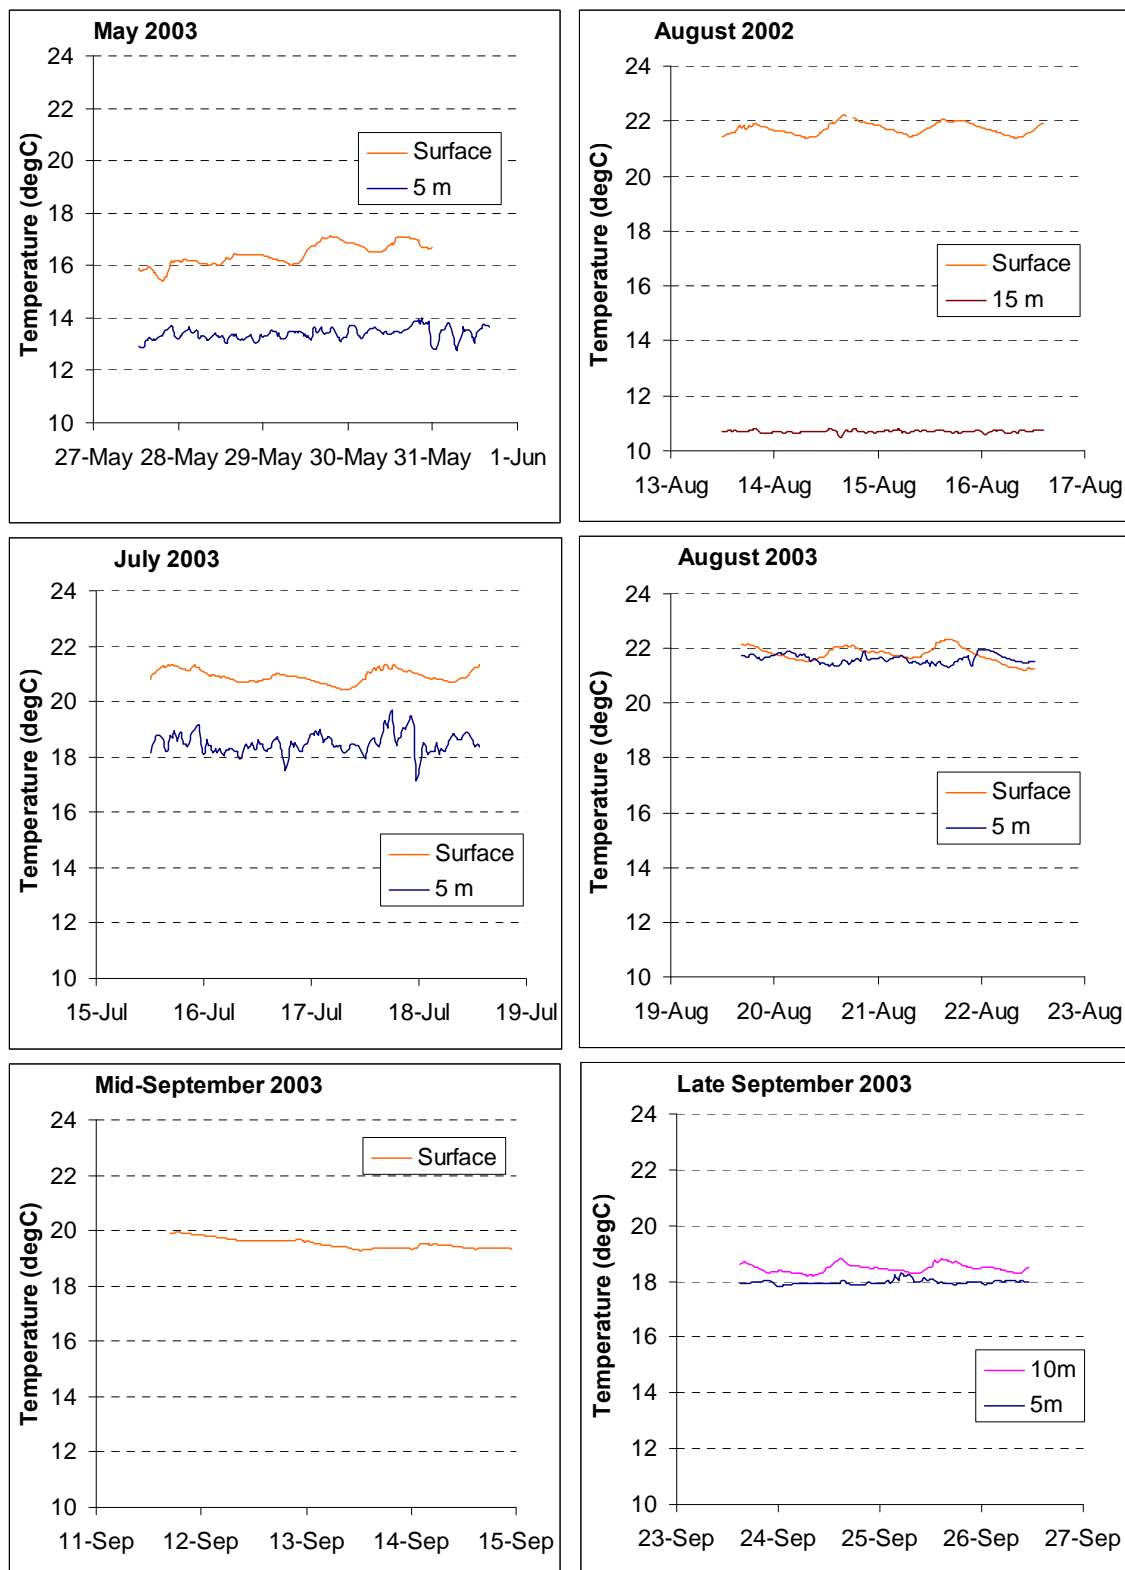 May 2003
24
22
20
18
16
14
12
10
Temperature (degC)
Surface
5 m
27-May 28-May 29-May 30-May 31-May 1-Jun
August 2002
24
22
20
18
16
14
12
10
Temperature (degC)
Surface
15 m
13-Aug 14-Aug 15-Aug 16-Aug 17-Aug
July 2003
24
22
20
18
16
14
12
10
Temperature (degC)
Surface
5 m
15-Jul 16-Jul 17-Jul 18-Jul 19-Jul
August 2003
24
22
20
18
16
14
12
10
Temperature (degC)
Surface
5 m
19-Aug 20-Aug 21-Aug 22-Aug 23-Aug
Mid-September 2003
24
22
20
18
16
14
12
10
Temperature (degC)
Surface
11-Sep 12-Sep 13-Sep 14-Sep 15-Sep
Late September 2003
24
22
20
18
16
14
12
10
Temperature (degC)
10m
5m
23-Sep 24-Sep 25-Sep 26-Sep 27-Sep